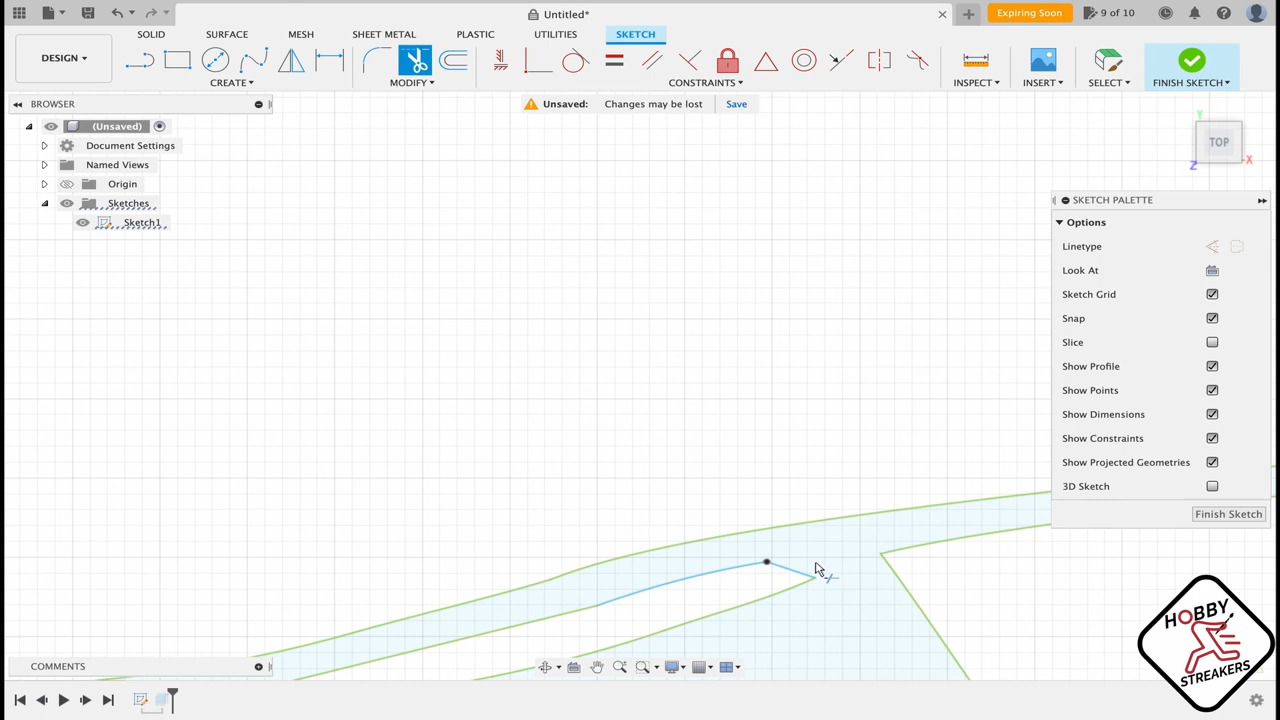 Untitled*
Expiring Soon
9 of 10
DESIGN
SOLID
SURFACE
MESH
SHEET METAL
PLASTIC
UTILITIES
SKETCH
CREATE
MODIFY
CONSTRAINTS
INSPECT
INSERT
SELECT
FINISH SKETCH
BROWSER
Unsaved: Changes may be lost Save
(Unsaved)
Document Settings
Named Views
Origin
Sketches
Sketch1
Y
TOP
X
Z
SKETCH PALETTE
Options
Linetype
Look At
Sketch Grid
Snap
Slice
Show Profile
Show Points
Show Dimensions
Show Constraints
Show Projected Geometries
3D Sketch
Finish Sketch
COMMENTS
HOBBY
STREAKERS